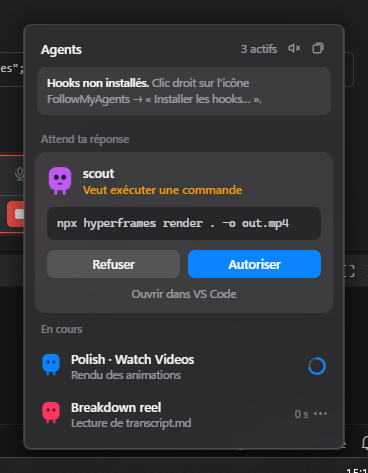 Agents
3 actifs
Hooks non installés. Clic droit sur l'icône
FollowMyAgents → « Installer les hooks... ».
Attend ta réponse
scout
Veut exécuter une commande
npx hyperframes render . -o out.mp4
Refuser
Autoriser
Ouvrir dans VS Code
En cours
Polish · Watch Videos
Rendu des animations
Breakdown reel
Lecture de transcript.md
0 s
es";